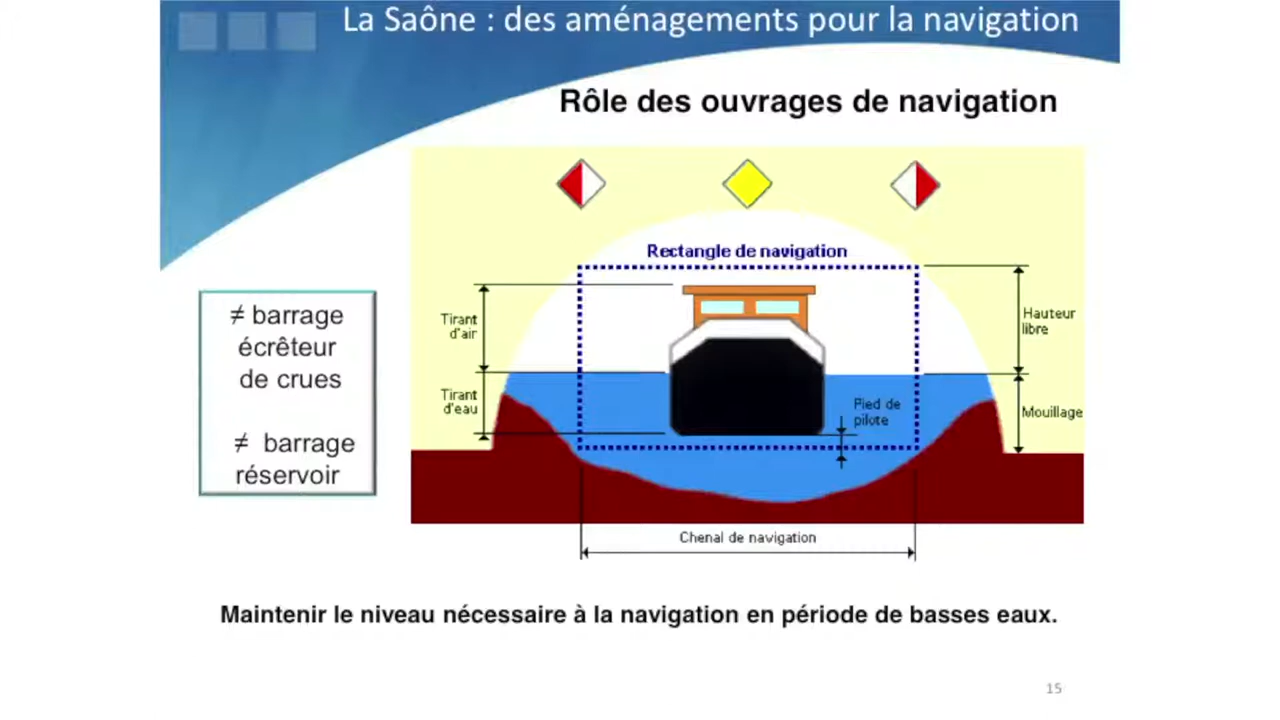 La Saône : des aménagements pour la navigation
Rôle des ouvrages de navigation
Rectangle de navigation
Tirant
d'air
Hauteur
libre
≠ barrage
écrêteur
de crues
≠ barrage
réservoir
Tirant
d'eau
Pied de
pilote
Mouillage
Chenal de navigation
Maintenir le niveau nécessaire à la navigation en période de basses eaux.
15